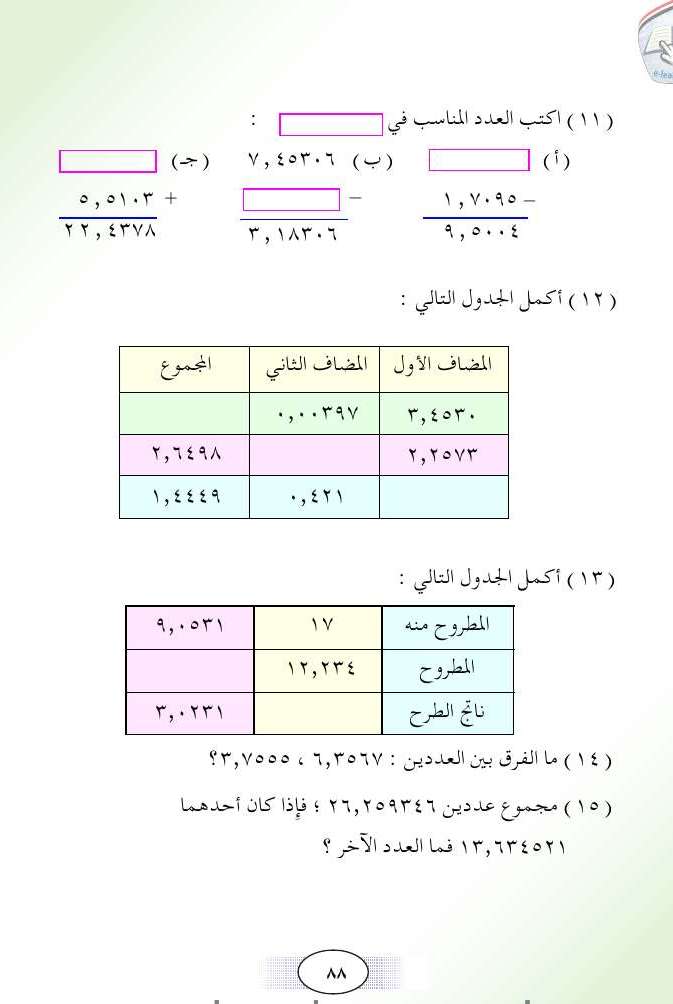 e-lea
( ١١ ) اكتب العدد المناسب في :
( أ ) ( ب ) ٧,٤٥٣٠٦ ( جـ )
− ١,٧٠٩٥ − + ٥,٥١٠٣
٩,٥٠٠٤ ٣,١٨٣٠٦ ٢٢,٤٣٧٨
( ١٢ ) أكمل الجدول التالي :
المضاف الأول المضاف الثاني المجموع
٣,٤٥٣٠ ٠,٠٠٣٩٧
٢,٢٥٧٣ ٢,٦٤٩٨
٠,٤٢١ ١,٤٤٤٩
( ١٣ ) أكمل الجدول التالي :
المطروح منه ١٧ ٩,٠٥٣١
المطروح ١٢,٢٣٤
ناتج الطرح ٣,٠٢٣١
( ١٤ ) ما الفرق بين العددين : ٦,٣٥٦٧ ، ٣,٧٥٥٥؟
( ١٥ ) مجموع عددين ٢٦,٢٥٩٣٤٦ ؛ فإذا كان أحدهما
١٣,٦٣٤٥٢١ فما العدد الآخر ؟
٨٨